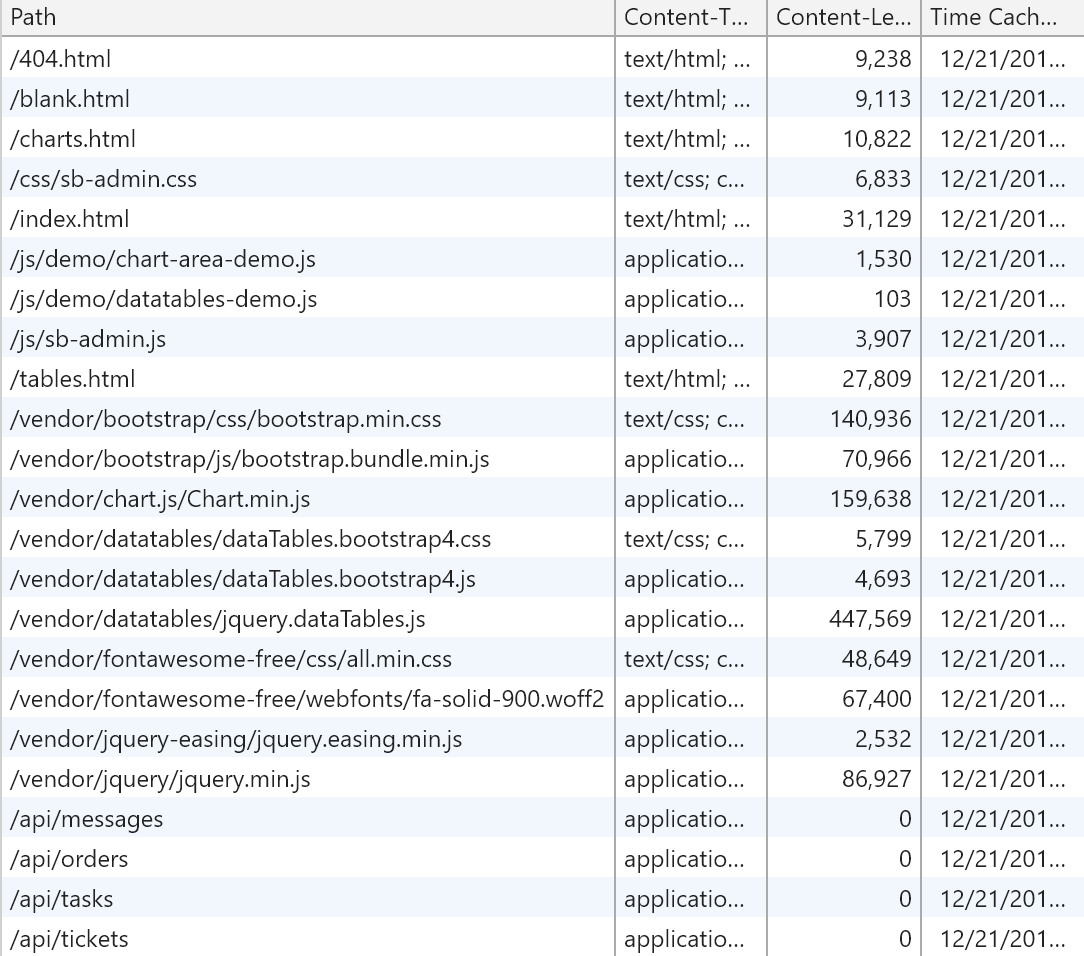 Path Content-T... Content-Le... Time Cach...
/404.html text/html; ... 9,238 12/21/201...
/blank.html text/html; ... 9,113 12/21/201...
/charts.html text/html; ... 10,822 12/21/201...
/css/sb-admin.css text/css; c... 6,833 12/21/201...
/index.html text/html; ... 31,129 12/21/201...
/js/demo/chart-area-demo.js applicatio... 1,530 12/21/201...
/js/demo/datatables-demo.js applicatio... 103 12/21/201...
/js/sb-admin.js applicatio... 3,907 12/21/201...
/tables.html text/html; ... 27,809 12/21/201...
/vendor/bootstrap/css/bootstrap.min.css text/css; c... 140,936 12/21/201...
/vendor/bootstrap/js/bootstrap.bundle.min.js applicatio... 70,966 12/21/201...
/vendor/chart.js/Chart.min.js applicatio... 159,638 12/21/201...
/vendor/datatables/dataTables.bootstrap4.css text/css; c... 5,799 12/21/201...
/vendor/datatables/dataTables.bootstrap4.js applicatio... 4,693 12/21/201...
/vendor/datatables/jquery.dataTables.js applicatio... 447,569 12/21/201...
/vendor/fontawesome-free/css/all.min.css text/css; c... 48,649 12/21/201...
/vendor/fontawesome-free/webfonts/fa-solid-900.woff2 applicatio... 67,400 12/21/201...
/vendor/jquery-easing/jquery.easing.min.js applicatio... 2,532 12/21/201...
/vendor/jquery/jquery.min.js applicatio... 86,927 12/21/201...
/api/messages applicatio... 0 12/21/201...
/api/orders applicatio... 0 12/21/201...
/api/tasks applicatio... 0 12/21/201...
/api/tickets applicatio... 0 12/21/201...